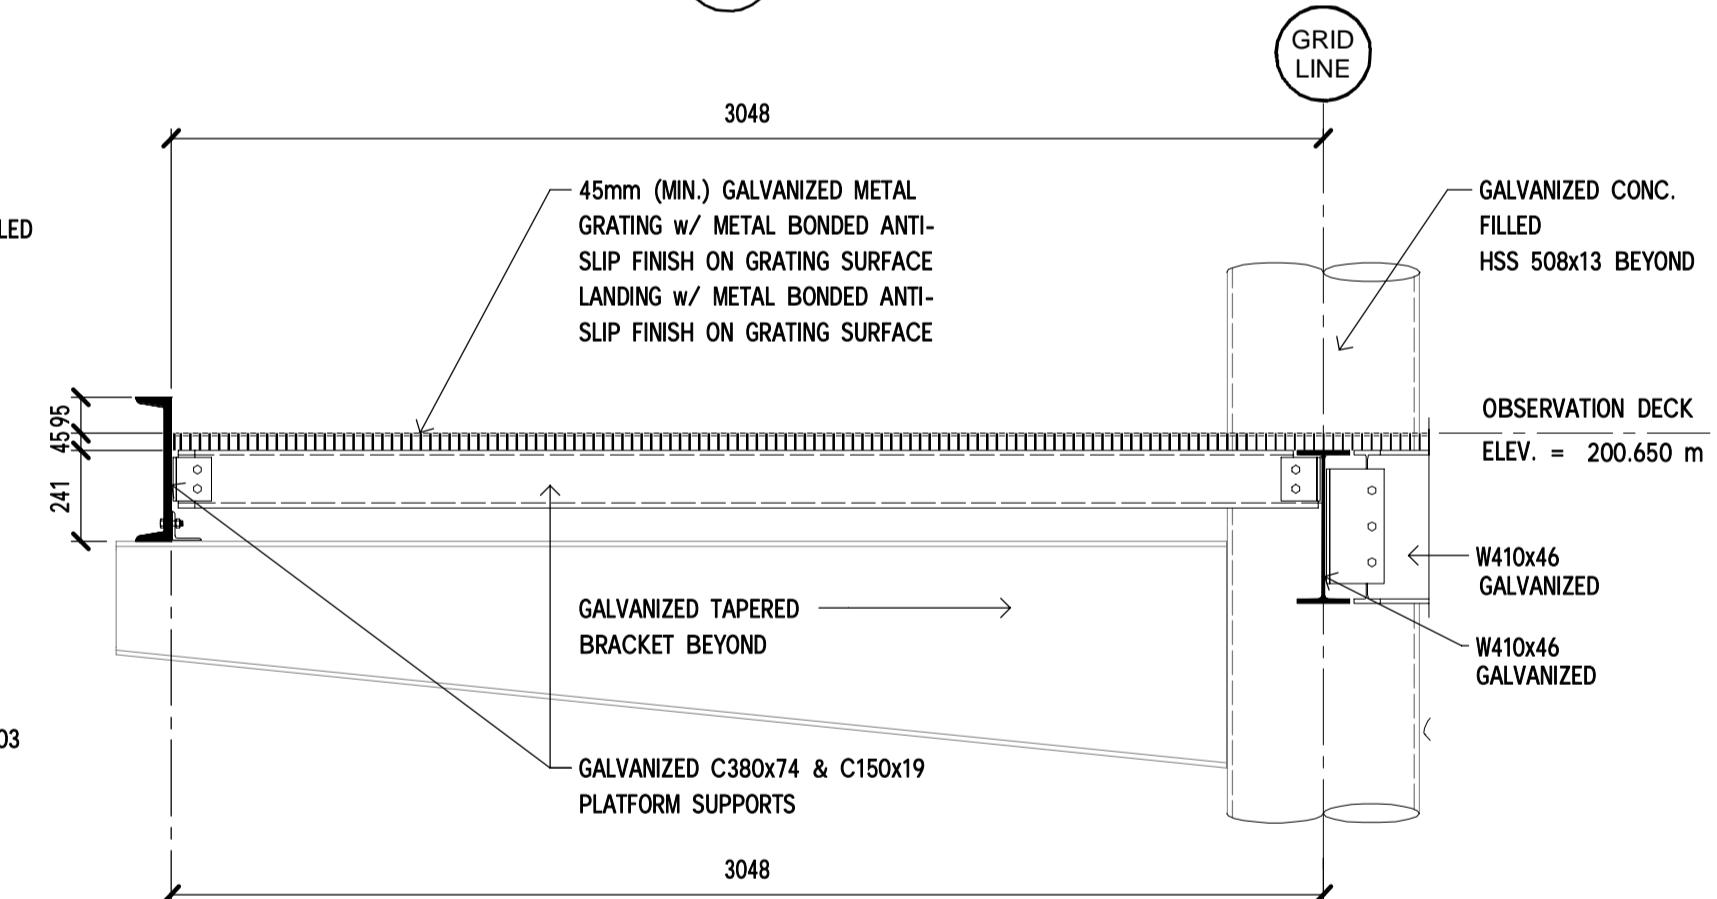 GRID
LINE
3048
45mm (MIN.) GALVANIZED METAL
GRATING w/ METAL BONDED ANTI-
SLIP FINISH ON GRATING SURFACE
LANDING w/ METAL BONDED ANTI-
SLIP FINISH ON GRATING SURFACE
GALVANIZED CONC.
FILLED
HSS 508x13 BEYOND
LED
95
45
241
OBSERVATION DECK
ELEV. = 200.650 m
W410x46
GALVANIZED
GALVANIZED TAPERED
BRACKET BEYOND
W410x46
GALVANIZED
03
GALVANIZED C380x74 & C150x19
PLATFORM SUPPORTS
3048